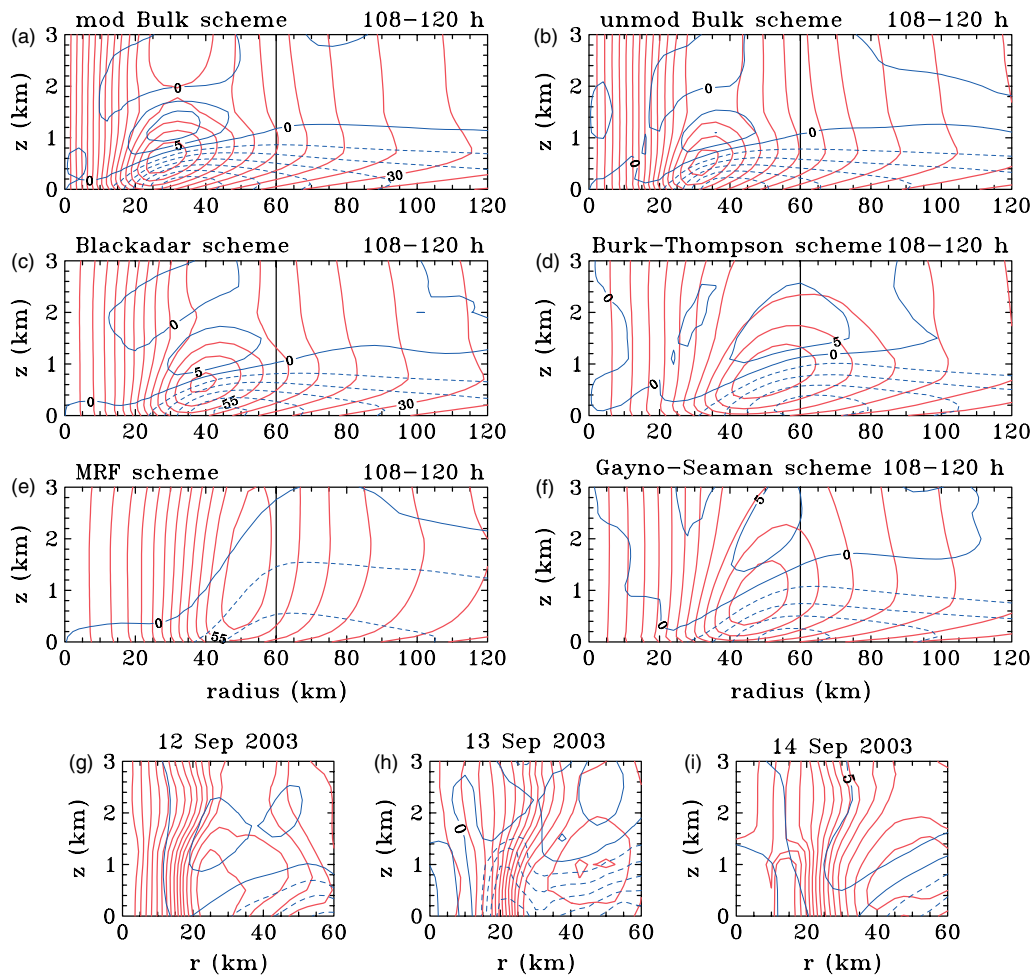 mod Bulk scheme 108–120 h
unmod Bulk scheme 108–120 h
(a)
(b)
z (km)
3
2
1
0
0
0
5
0
30
0 20 40 60 80 100 120
z (km)
3
2
1
0
0
0
0
0
5
0 20 40 60 80 100 120
Blackadar scheme 108–120 h
Burk–Thompson scheme 108–120 h
(c)
(d)
z (km)
3
2
1
0
0
0
5
55
0
30
0 20 40 60 80 100 120
z (km)
3
2
1
0
0
5
0
0
0 20 40 60 80 100 120
MRF scheme 108–120 h
Gayno–Seaman scheme 108–120 h
(e)
(f)
z (km)
3
2
1
0
0
55
0 20 40 60 80 100 120
radius (km)
z (km)
3
2
1
0
5
0
0
0 20 40 60 80 100 120
radius (km)
12 Sep 2003
13 Sep 2003
14 Sep 2003
(g)
(h)
(i)
z (km)
3
2
1
0
0 20 40 60
r (km)
z (km)
3
2
1
0
0
0 20 40 60
r (km)
z (km)
3
2
1
0
5
0 20 40 60
r (km)